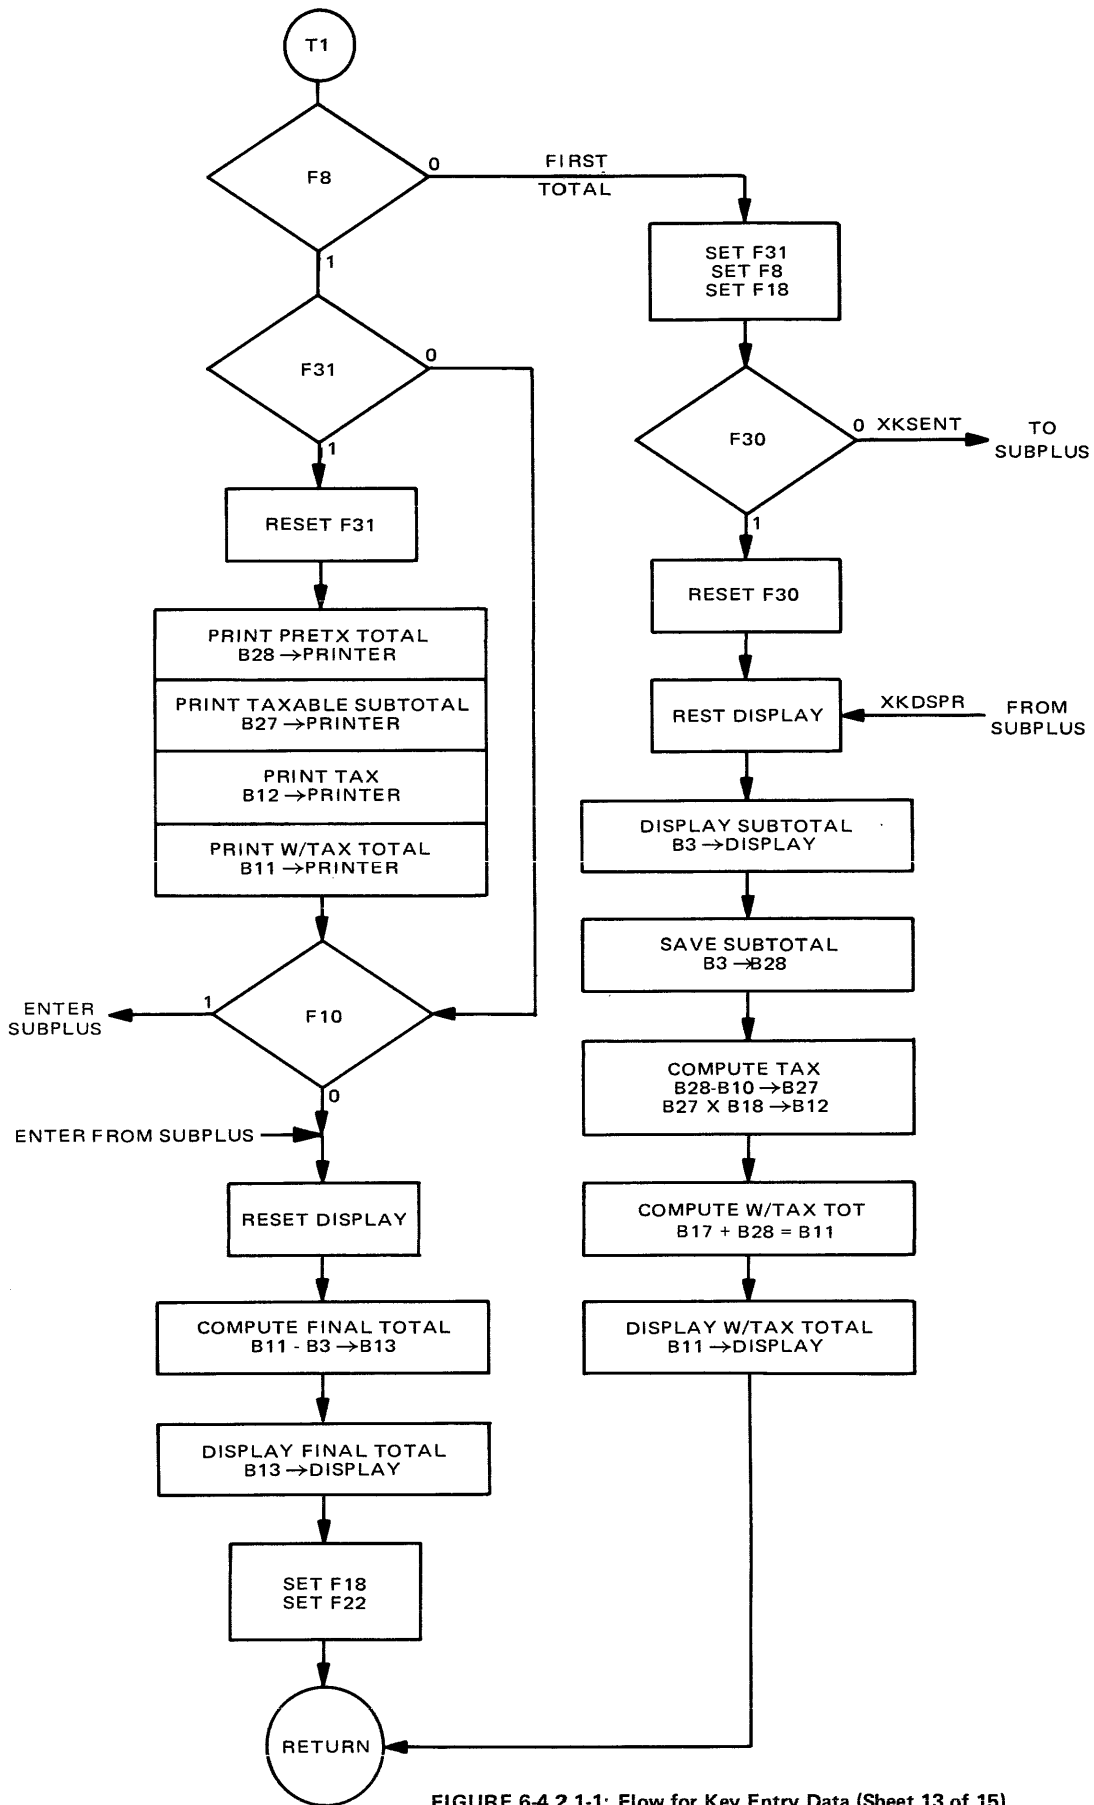 T1
F8
0
FIRST
TOTAL
1
SET F31
SET F8
SET F18
F31
0
1
F30
0 XKSENT
TO
SUBPLUS
1
RESET F31
RESET F30
PRINT PRETX TOTAL
B28→PRINTER
PRINT TAXABLE SUBTOTAL
B27→PRINTER
PRINT TAX
B12→PRINTER
PRINT W/TAX TOTAL
B11→PRINTER
REST DISPLAY
XKDSPR
FROM
SUBPLUS
DISPLAY SUBTOTAL
B3→DISPLAY
SAVE SUBTOTAL
B3→B28
ENTER
SUBPLUS
1
F10
0
COMPUTE TAX
B28-B10→B27
B27 X B18→B12
ENTER FROM SUBPLUS
RESET DISPLAY
COMPUTE W/TAX TOT
B17 + B28 = B11
COMPUTE FINAL TOTAL
B11 - B3→B13
DISPLAY W/TAX TOTAL
B11→DISPLAY
DISPLAY FINAL TOTAL
B13→DISPLAY
SET F18
SET F22
RETURN
FIGURE 6-4.2.1-1: Flow for Key Entry Data (Sheet 13 of 15)